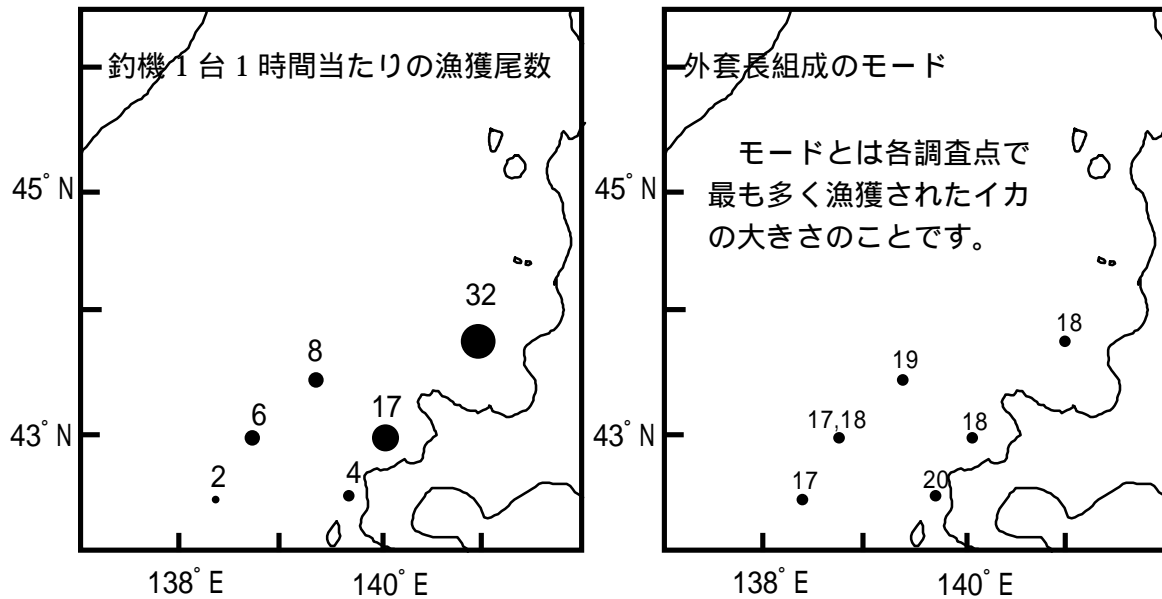 釣機1台1時間当たりの漁獲尾数
45° N
32
8
17
6
43° N
2
4
138° E
140° E
外套長組成のモード
モードとは各調査点で
最も多く漁獲されたイカ
の大きさのことです。
45° N
18
19
17,18
18
43° N
17
20
138° E
140° E